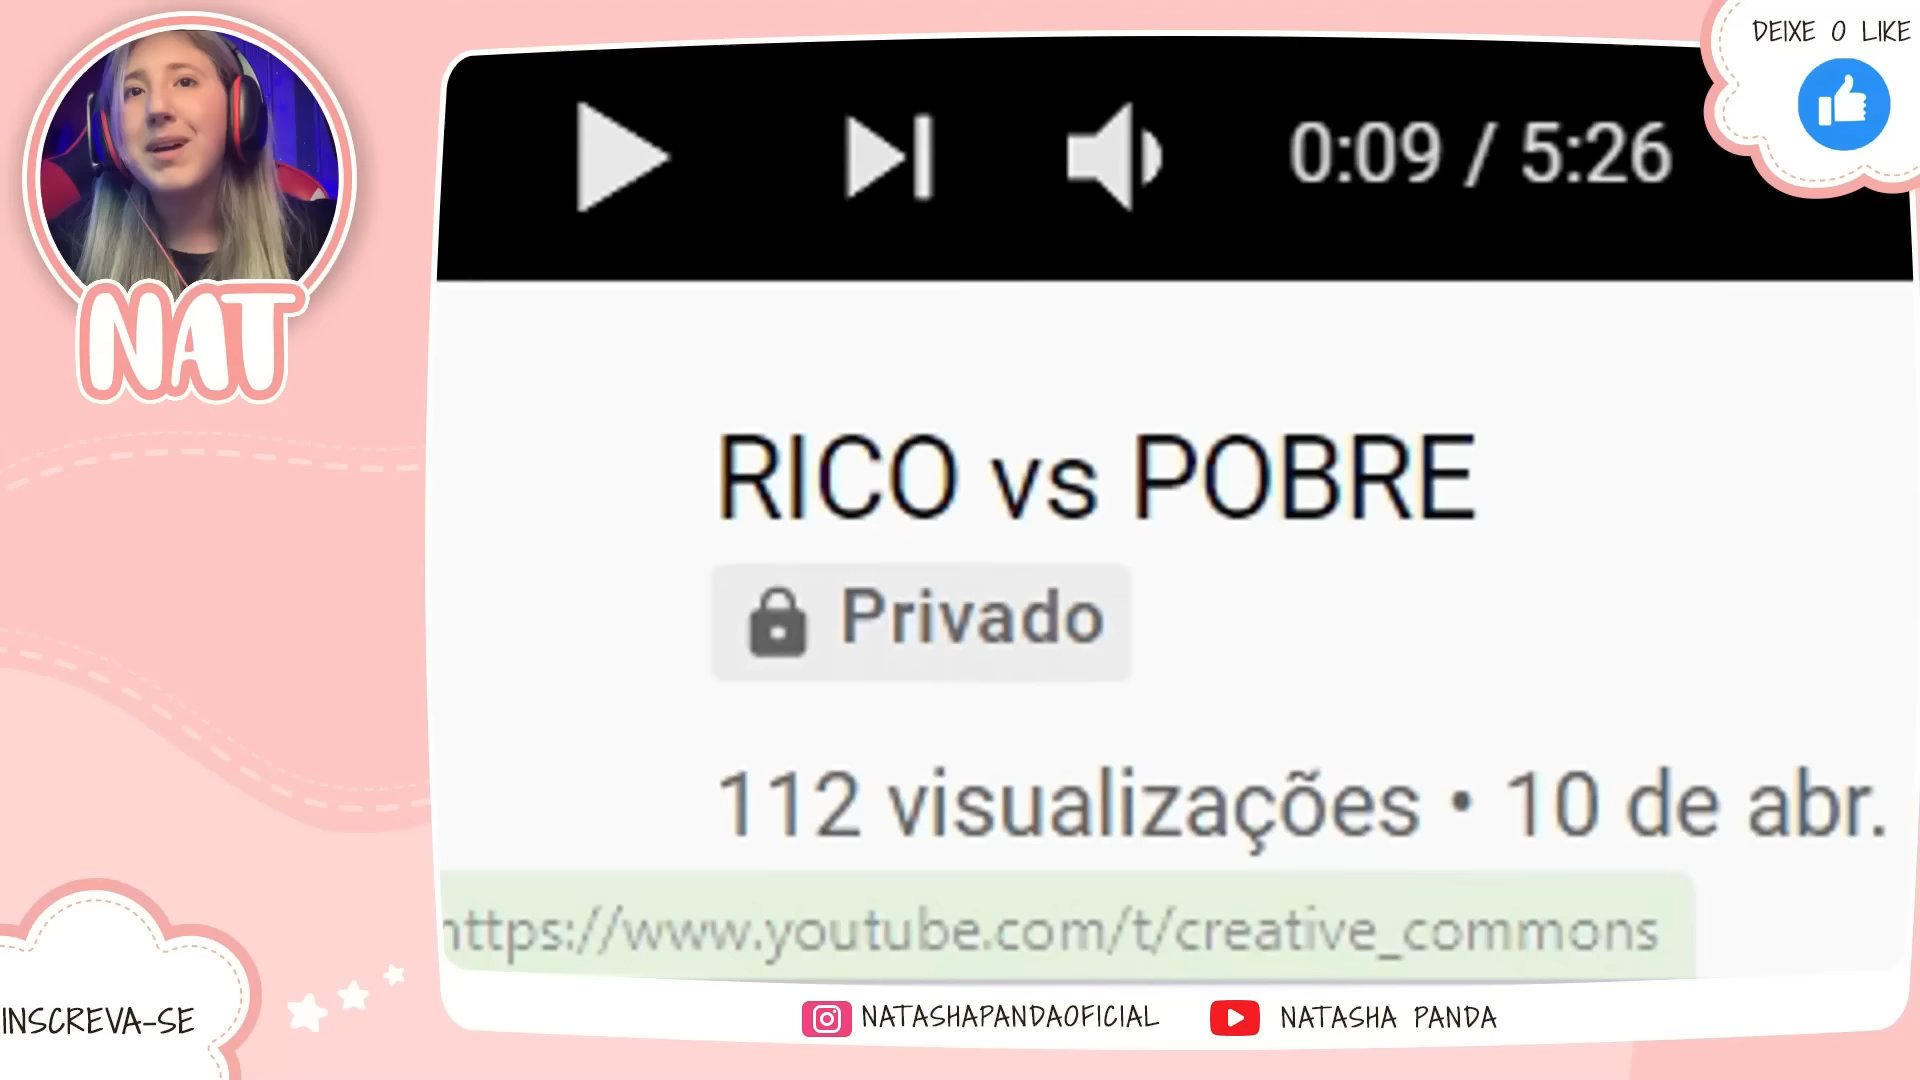 DEIXE O LIKE
NAT
0:09 / 5:26
RICO vs POBRE
Privado
112 visualizações • 10 de abr.
https://www.youtube.com/t/creative_commons
INSCREVA-SE
NATASHAPANDAOFICIAL
NATASHA PANDA